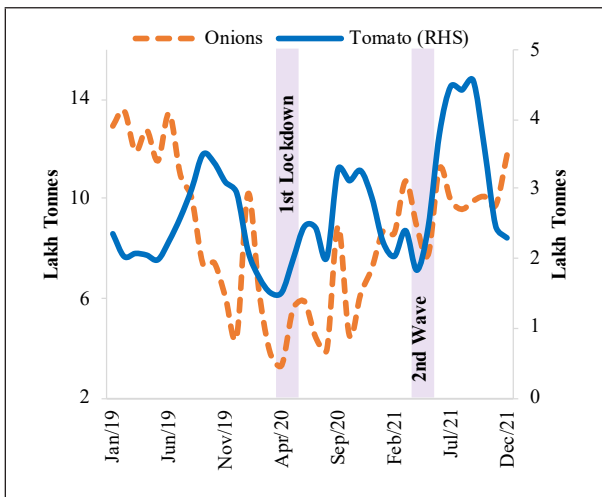 Onions
Tomato (RHS)
Lakh Tonnes
14
10
6
2
1st Lockdown
2nd Wave
5
4
3
2
1
0
Lakh Tonnes
Jan/19
Jun/19
Nov/19
Apr/20
Sep/20
Feb/21
Jul/21
Dec/21